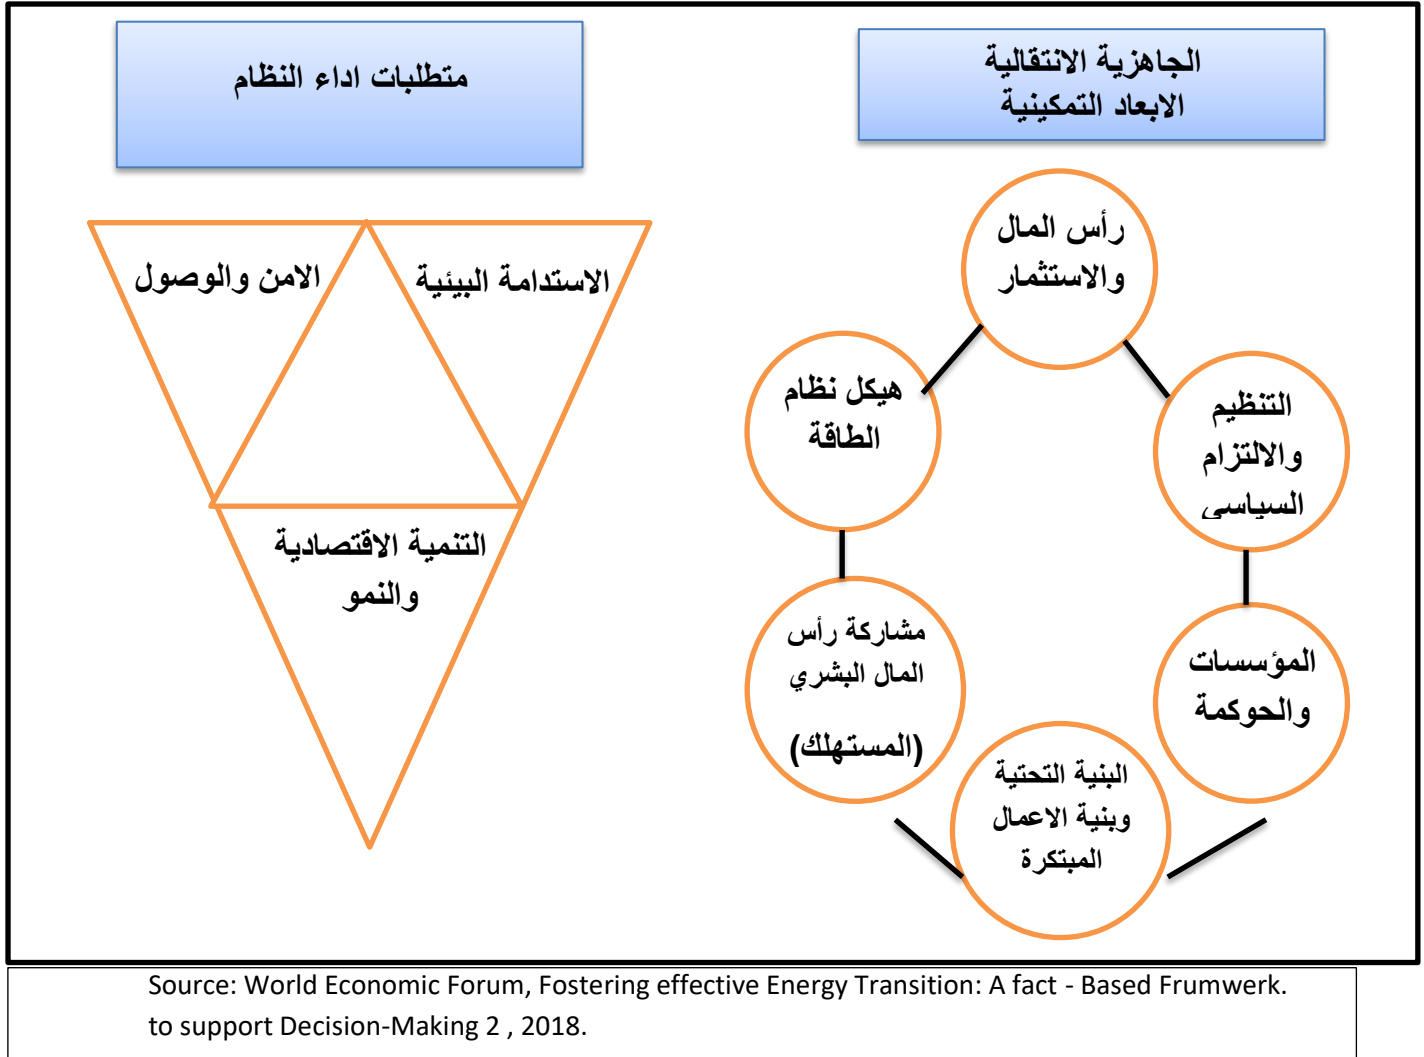 الجاهزية الانتقالية
الابعاد التمكينية
متطلبات اداء النظام
رأس المال
والاستثمار
هيكل نظام
الطاقة
التنظيم
والالتزام
السياسي
مشاركة رأس
المال البشري
(المستهلك)
المؤسسات
والحوكمة
البنية التحتية
وبنية الاعمال
المبتكرة
الاستدامة البيئية
الامن والوصول
التنمية الاقتصادية
والنمو
Source: World Economic Forum, Fostering effective Energy Transition: A fact - Based Frumwerk.
to support Decision-Making 2 , 2018.